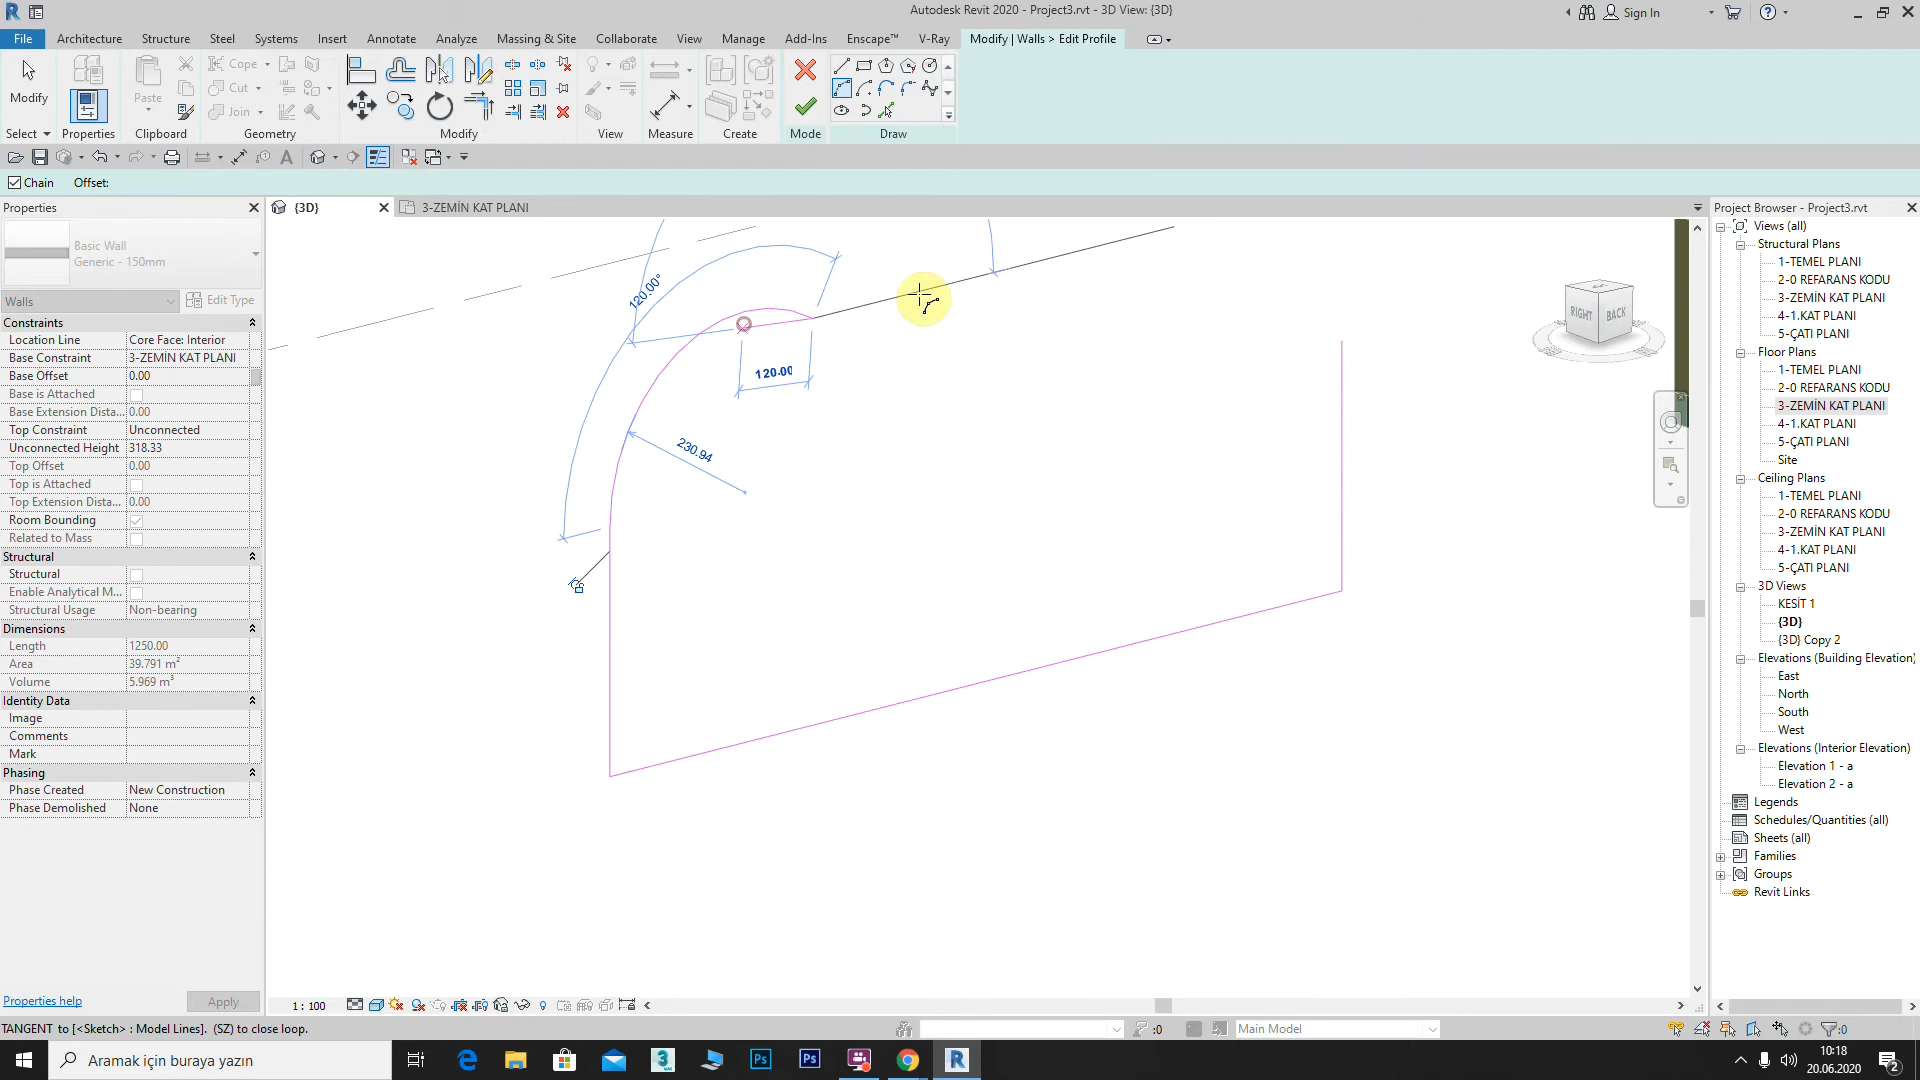 Autodesk Revit 2020 - Project3.rvt - 3D View: {3D}
Sign In
File Architecture Structure Steel Systems Insert Annotate Analyze Massing & Site Collaborate View Manage Add-Ins Enscape™ V-Ray Modify | Walls > Edit Profile
Modify
Paste
Cope
Cut
Join
Select Properties Clipboard Geometry Modify View Measure Create Mode Draw
Chain Offset:
Properties
{3D}
3-ZEMİN KAT PLANI
Basic Wall
Generic - 150mm
Walls
Edit Type
Constraints
Location Line Core Face: Interior
Base Constraint 3-ZEMİN KAT PLANI
Base Offset 0.00
Base is Attached
Base Extension Dista... 0.00
Top Constraint Unconnected
Unconnected Height 318.33
Top Offset 0.00
Top is Attached
Top Extension Dista... 0.00
Room Bounding
Related to Mass
Structural
Structural
Enable Analytical M...
Structural Usage Non-bearing
Dimensions
Length 1250.00
Area 39.791 m²
Volume 5.969 m³
Identity Data
Image
Comments
Mark
Phasing
Phase Created New Construction
Phase Demolished None
Properties help
Apply
120.00°
120.00
230.94
RIGHT
BACK
Project Browser - Project3.rvt
Views (all)
Structural Plans
1-TEMEL PLANI
2-0 REFARANS KODU
3-ZEMİN KAT PLANI
4-1.KAT PLANI
5-ÇATI PLANI
Floor Plans
1-TEMEL PLANI
2-0 REFARANS KODU
3-ZEMİN KAT PLANI
4-1.KAT PLANI
5-ÇATI PLANI
Site
Ceiling Plans
1-TEMEL PLANI
2-0 REFARANS KODU
3-ZEMİN KAT PLANI
4-1.KAT PLANI
5-ÇATI PLANI
3D Views
KESİT 1
{3D}
{3D} Copy 2
Elevations (Building Elevation)
East
North
South
West
Elevations (Interior Elevation)
Elevation 1 - a
Elevation 2 - a
Legends
Schedules/Quantities (all)
Sheets (all)
Families
Groups
Revit Links
1 : 100
TANGENT to [<Sketch> : Model Lines]. (SZ) to close loop.
:0
Main Model
:0
Aramak için buraya yazın
10:18
20.06.2020
2